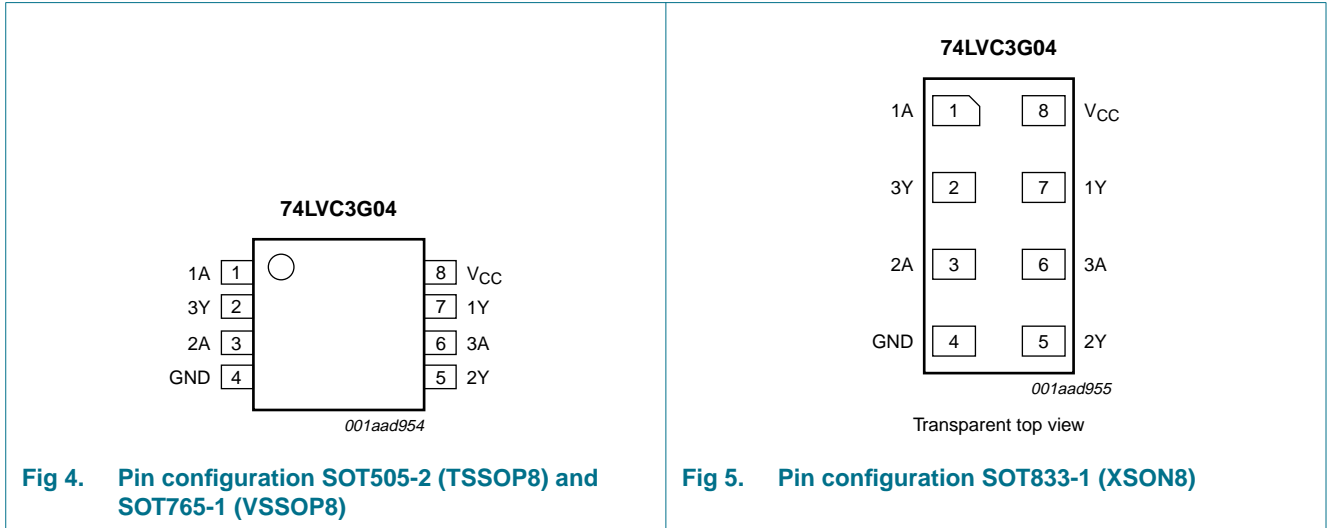 74LVC3G04
1A 1 8 VCC
3Y 2 7 1Y
2A 3 6 3A
GND 4 5 2Y
001aad954
Fig 4. Pin configuration SOT505-2 (TSSOP8) and
SOT765-1 (VSSOP8)
74LVC3G04
1A 1 8 VCC
3Y 2 7 1Y
2A 3 6 3A
GND 4 5 2Y
001aad955
Transparent top view
Fig 5. Pin configuration SOT833-1 (XSON8)